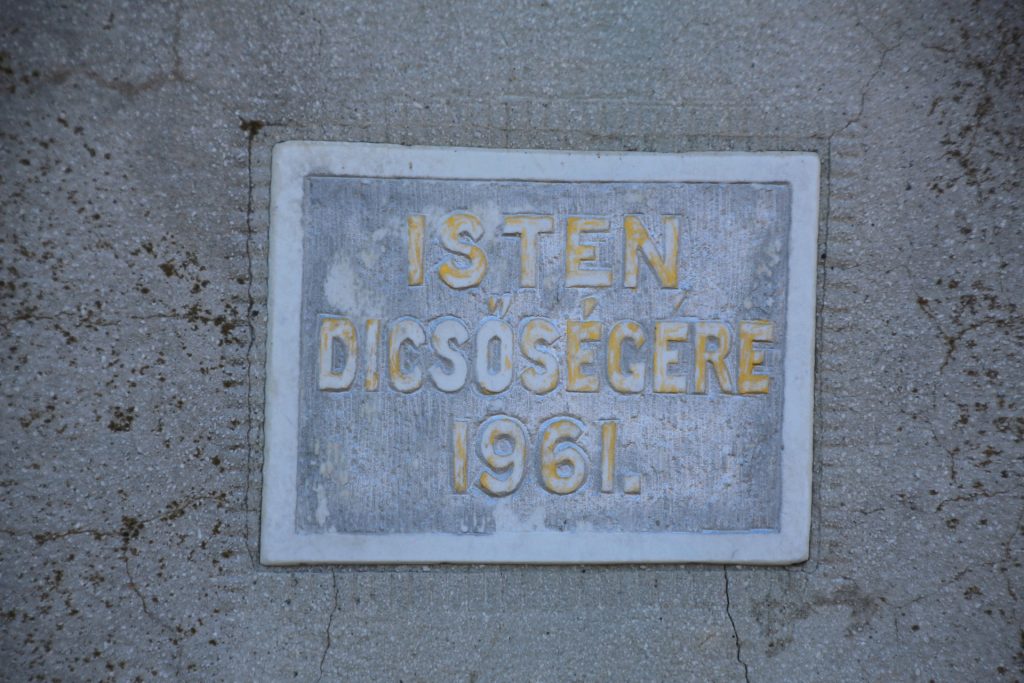 ISTEN
DICSŐSÉGÉRE
1961.